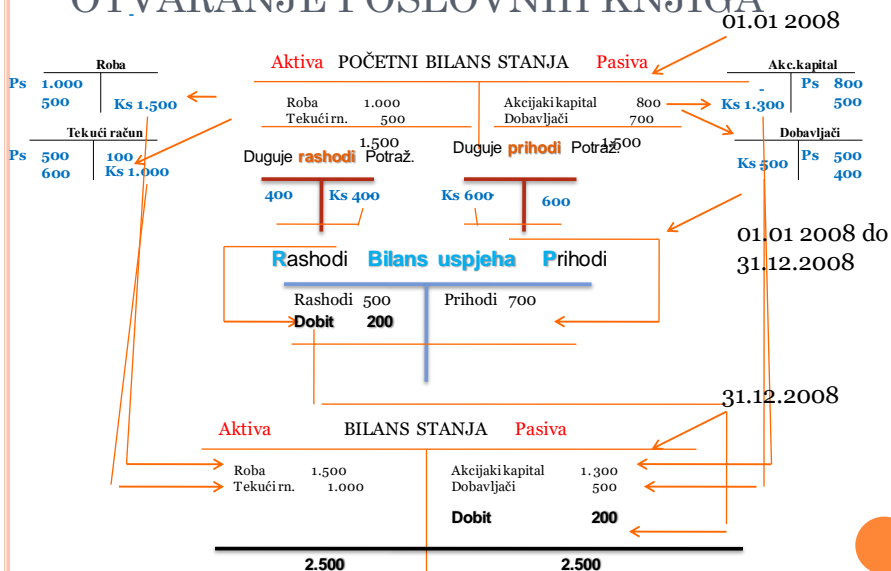 OTVARANJE POSLOVNIH KNJIGA
01.01 2008
Roba
Ps 1.000
500 Ks 1.500
Tekući račun
Ps 500 100
600 Ks 1.000
Aktiva POČETNI BILANS STANJA Pasiva
Roba 1.000 Akcijaki kapital 800
Tekući rn. 500 Dobavljači 700
1.500 1.500
Akc.kapital
Ps 800
Ks 1.300 500
Dobavljači
Ks 500 Ps 500
400
Duguje rashodi Potraž. Duguje prihodi Potraž.
400 Ks 400 Ks 600 600
01.01 2008 do
31.12.2008
Rashodi Bilans uspjeha Prihodi
Rashodi 500 Prihodi 700
Dobit 200
31.12.2008
Aktiva BILANS STANJA Pasiva
Roba 1.500 Akcijaki kapital 1.300
Tekući rn. 1.000 Dobavljači 500
Dobit 200
2.500 2.500